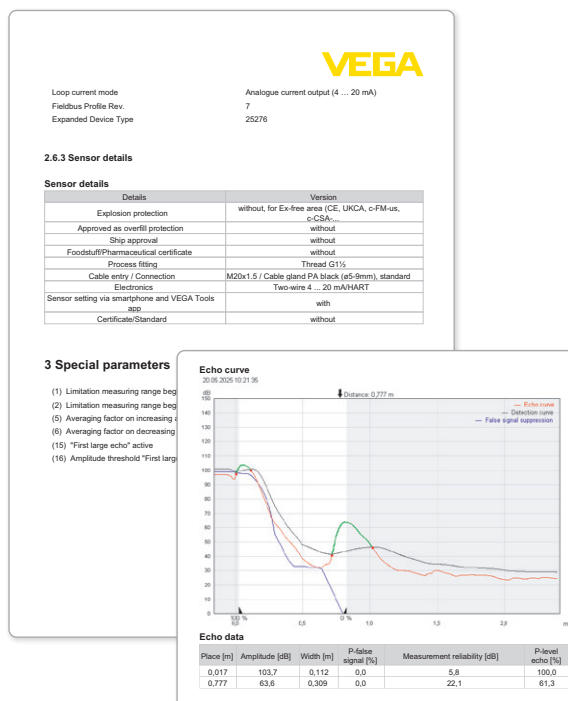 VEGA
Loop current mode Analogue current output (4 … 20 mA)
Fieldbus Profile Rev. 7
Expanded Device Type 25276
2.6.3 Sensor details
Sensor details
Details Version
Explosion protection without, for Ex-free area (CE, UKCA, c-FM-us,
c-CSA-...
Approved as overfill protection without
Ship approval without
Foodstuff/Pharmaceutical certificate without
Process fitting Thread G1½
Cable entry / Connection M20x1.5 / Cable gland PA black (ø5-9mm), standard
Electronics Two-wire 4 ... 20 mA/HART
Sensor setting via smartphone and VEGA Tools
app with
Certificate/Standard without
3 Special parameters
(1) Limitation measuring range beg
(2) Limitation measuring range beg
(5) Averaging factor on increasing
(6) Averaging factor on decreasing
(15) "First large echo" active
(16) Amplitude threshold "First larg
Echo curve
20.05.2025 10:21:35
dB
Distance: 0,777 m
Echo curve
Detection curve
False signal suppression
150
140
130
120
110
100
90
80
70
60
50
40
30
20
10
0
100 % 0 %
0,0 0,5 1,0 1,5 2,0 m
Echo data
Place [m] Amplitude [dB] Width [m] P-false
signal [%] Measurement reliability [dB] P-level
echo [%]
0,017 103,7 0,112 0,0 5,8 100,0
0,777 63,6 0,309 0,0 22,1 61,3